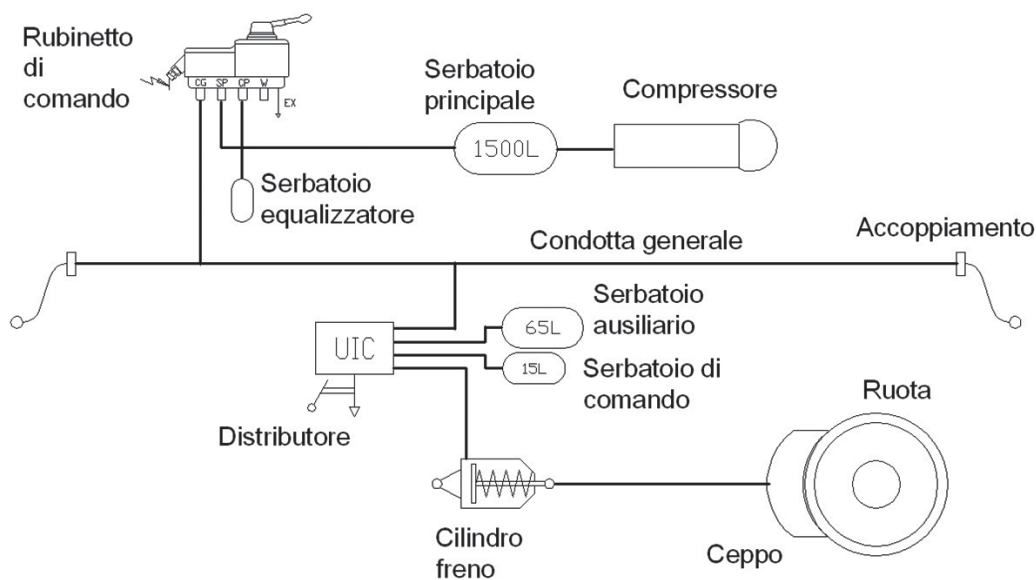 Rubinetto
di
comando
CG SP CP W
EX
Serbatoio
principale
1500L
Compressore
Serbatoio
equalizzatore
Condotta generale
Accoppiamento
Serbatoio
ausiliario
65L
UIC
15L
Serbatoio di
comando
Distributore
Ruota
Cilindro
freno
Ceppo